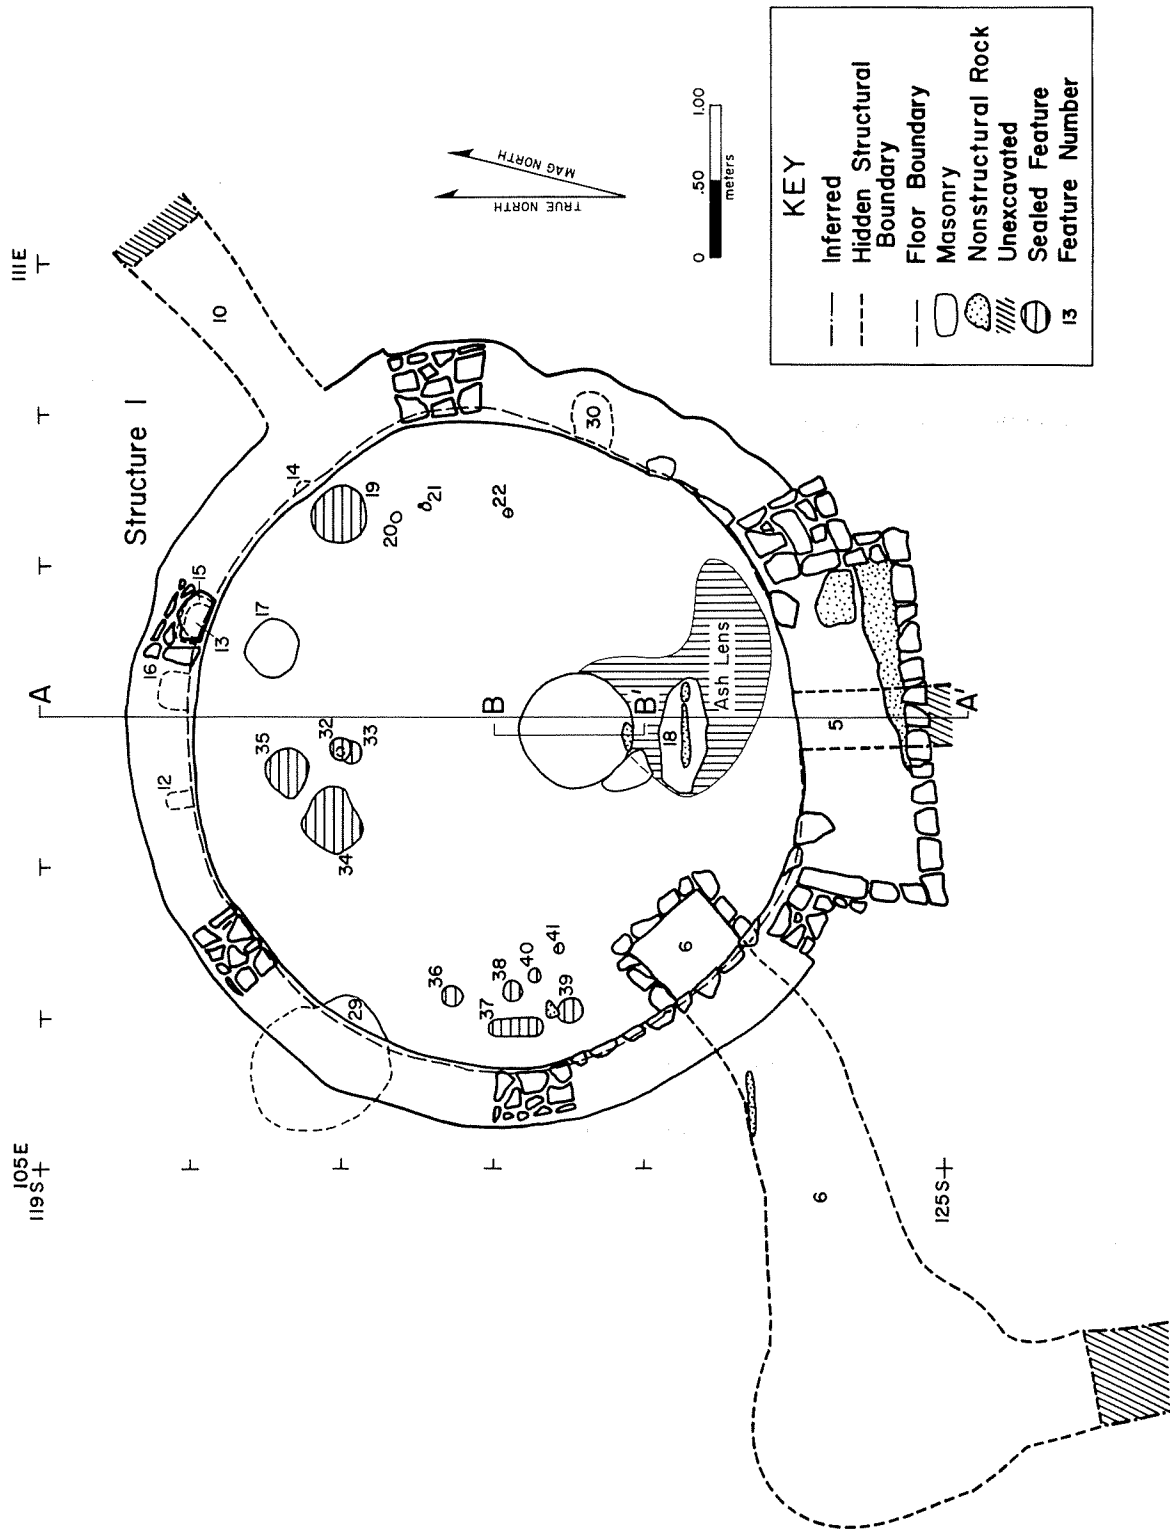 105E
119S
111E
125S
Structure I
A
A'
B
B'
10
16
15
13
14
12
17
19
20
21
22
30
35
32
33
34
29
36
38
40
41
37
39
18
Ash Lens
5
6
6
TRUE NORTH
MAG NORTH
0 .50 1.00
meters
KEY
Inferred
Hidden Structural
Boundary
Floor Boundary
Masonry
Nonstructural Rock
Unexcavated
Sealed Feature
13 Feature Number